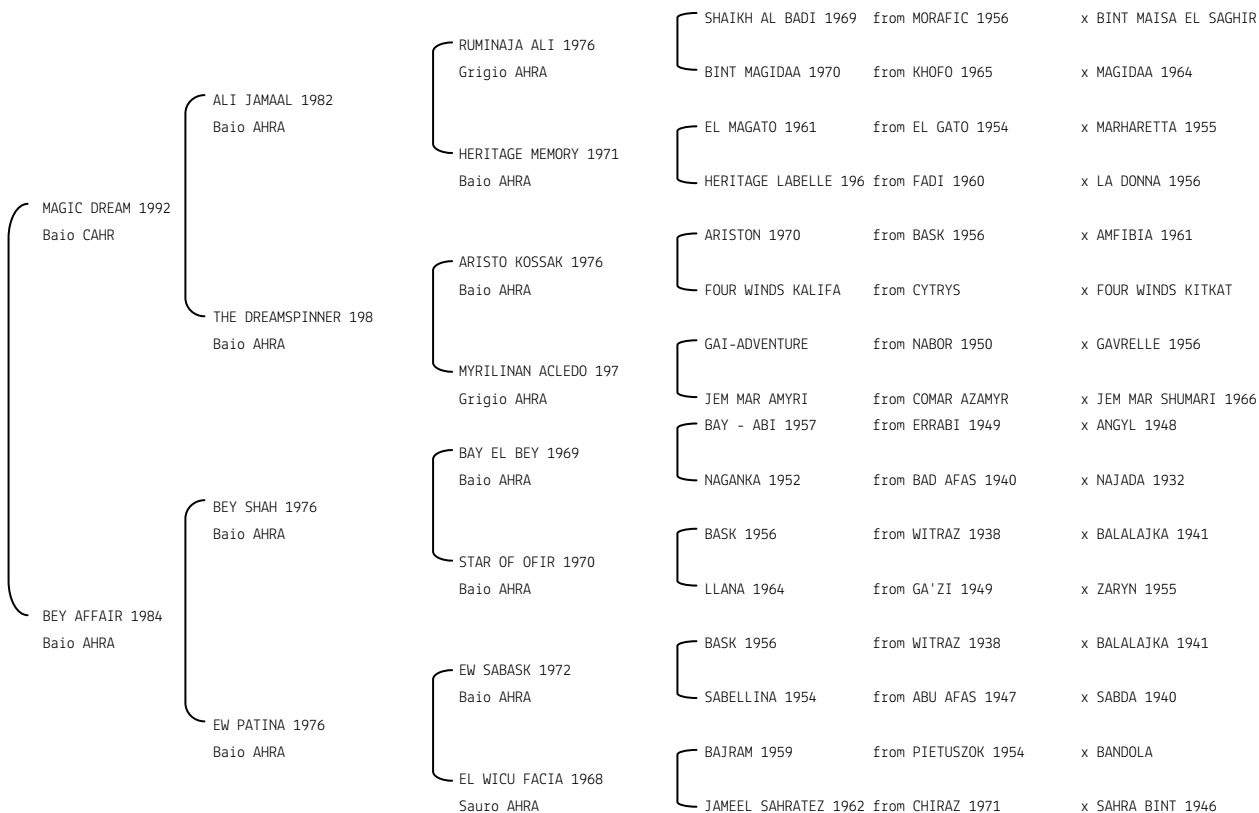 SHAIKH AL BADI 1969 from MORAFIC 1956 x BINT MAISA EL SAGHIR
RUMINAJA ALI 1976
Grigio AHRA BINT MAGIDAA 1970 from KHOFO 1965 x MAGIDAA 1964
ALI JAMAAL 1982
Baio AHRA EL MAGATO 1961 from EL GATO 1954 x MARHARETTA 1955
HERITAGE MEMORY 1971
Baio AHRA HERITAGE LABELLE 196 from FADI 1960 x LA DONNA 1956
MAGIC DREAM 1992
Baio CAHR ARISTON 1970 from BASK 1956 x AMFIBIA 1961
ARISTO KOSSAK 1976
Baio AHRA FOUR WINDS KALIFA from CYTRYS x FOUR WINDS KITKAT
THE DREAMSPINNER 198
Baio AHRA GAI-ADVENTURE from NABOR 1950 x GAVRELLE 1956
MYRILINAN ACLEDO 197
Grigio AHRA JEM MAR AMYRI from COMAR AZAMYR x JEM MAR SHUMARI 1966
BAY - ABI 1957 from ERRABI 1949 x ANGYL 1948
BAY EL BEY 1969
Baio AHRA NAGANKA 1952 from BAD AFAS 1940 x NAJADA 1932
BEY SHAH 1976
Baio AHRA BASK 1956 from WITRAZ 1938 x BALALAJKA 1941
STAR OF OFIR 1970
Baio AHRA LLANA 1964 from GA'ZI 1949 x ZARYN 1955
BEY AFFAIR 1984
Baio AHRA BASK 1956 from WITRAZ 1938 x BALALAJKA 1941
EW SABASK 1972
Baio AHRA SABELLINA 1954 from ABU AFAS 1947 x SABDA 1940
EW PATINA 1976
Baio AHRA BAJRAM 1959 from PIETUSZOK 1954 x BANDOLA
EL WICU FACIA 1968
Sauro AHRA JAMEEL SAHRATEZ 1962 from CHIRAZ 1971 x SAHRA BINT 1946